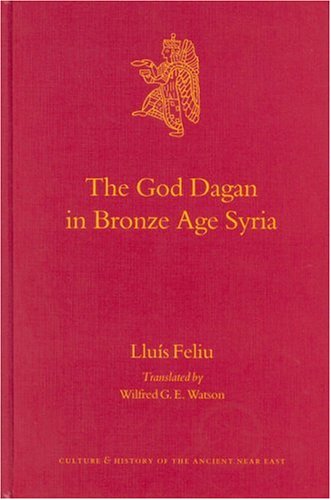 The God Dagan
in Bronze Age Syria
Lluís Feliu
Translated by
Wilfred G. E. Watson
CULTURE & HISTORY OF THE ANCIENT NEAR EAST